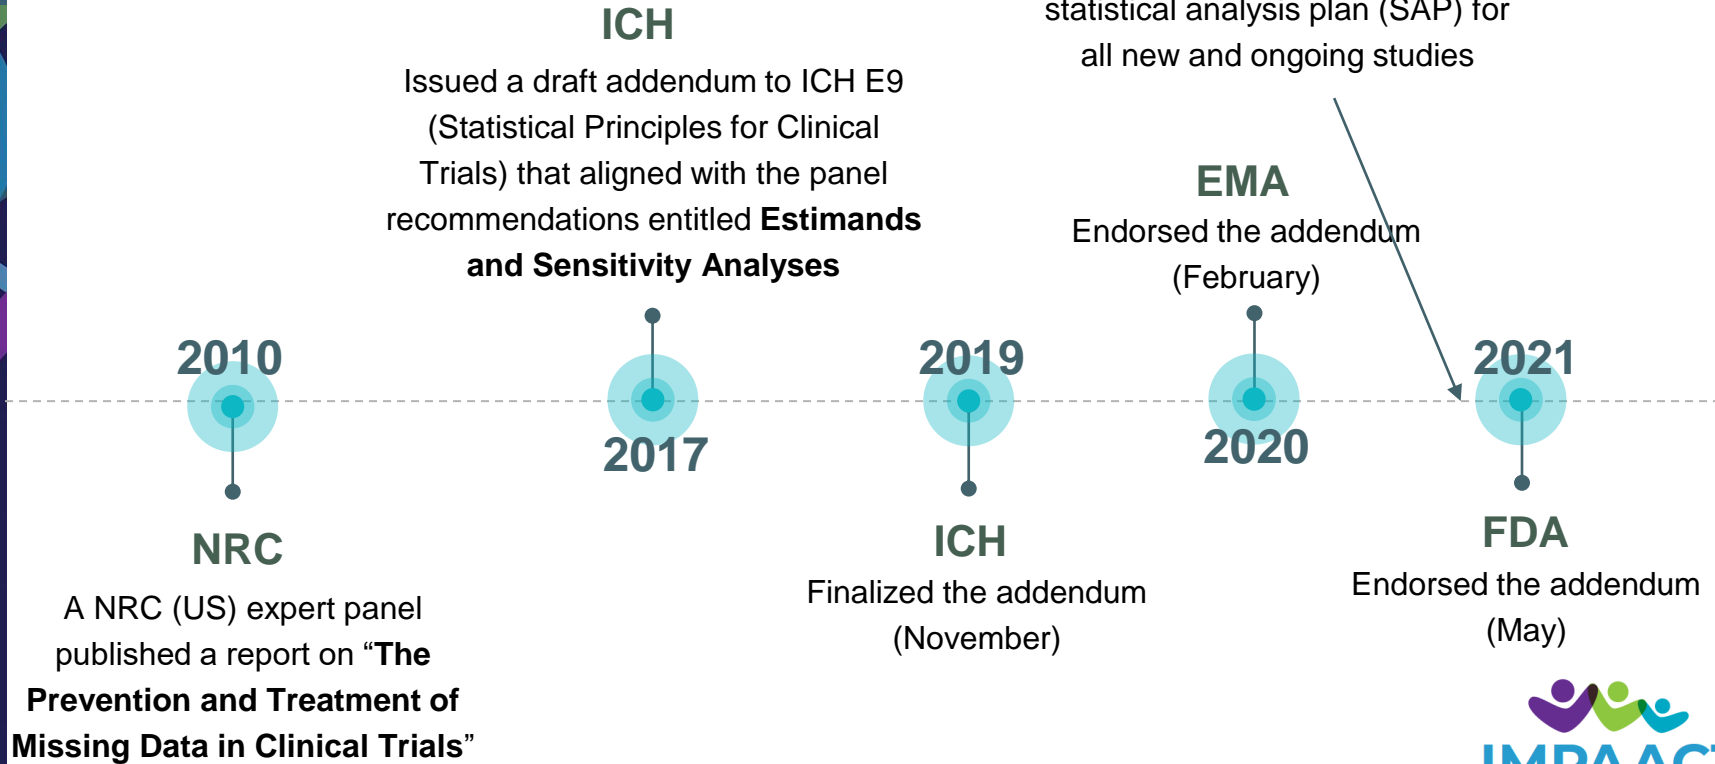 ICH
Issued a draft addendum to ICH E9
(Statistical Principles for Clinical
Trials) that aligned with the panel
recommendations entitled Estimands
and Sensitivity Analyses
statistical analysis plan (SAP) for
all new and ongoing studies
EMA
Endorsed the addendum
(February)
2010
2017
2019
2020
2021
NRC
A NRC (US) expert panel
published a report on “The
Prevention and Treatment of
Missing Data in Clinical Trials”
ICH
Finalized the addendum
(November)
FDA
Endorsed the addendum
(May)
IMPAACT